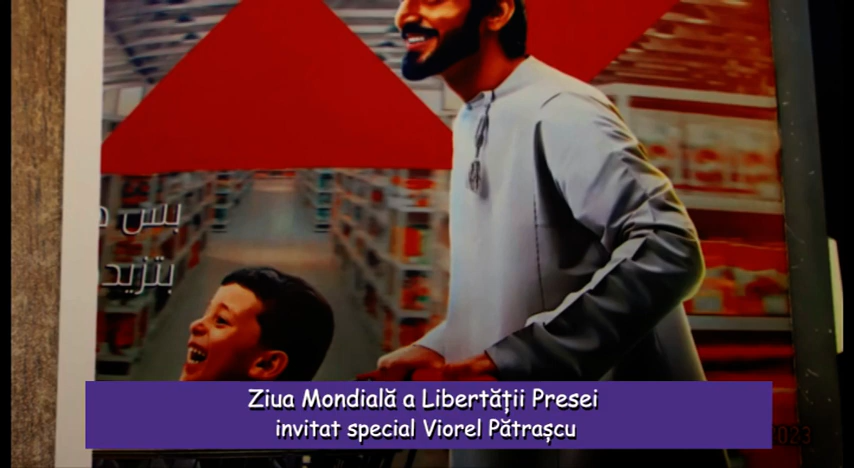 بس
بتزيد
Ziua Mondială a Libertății Presei
invitat special Viorel Pătrașcu